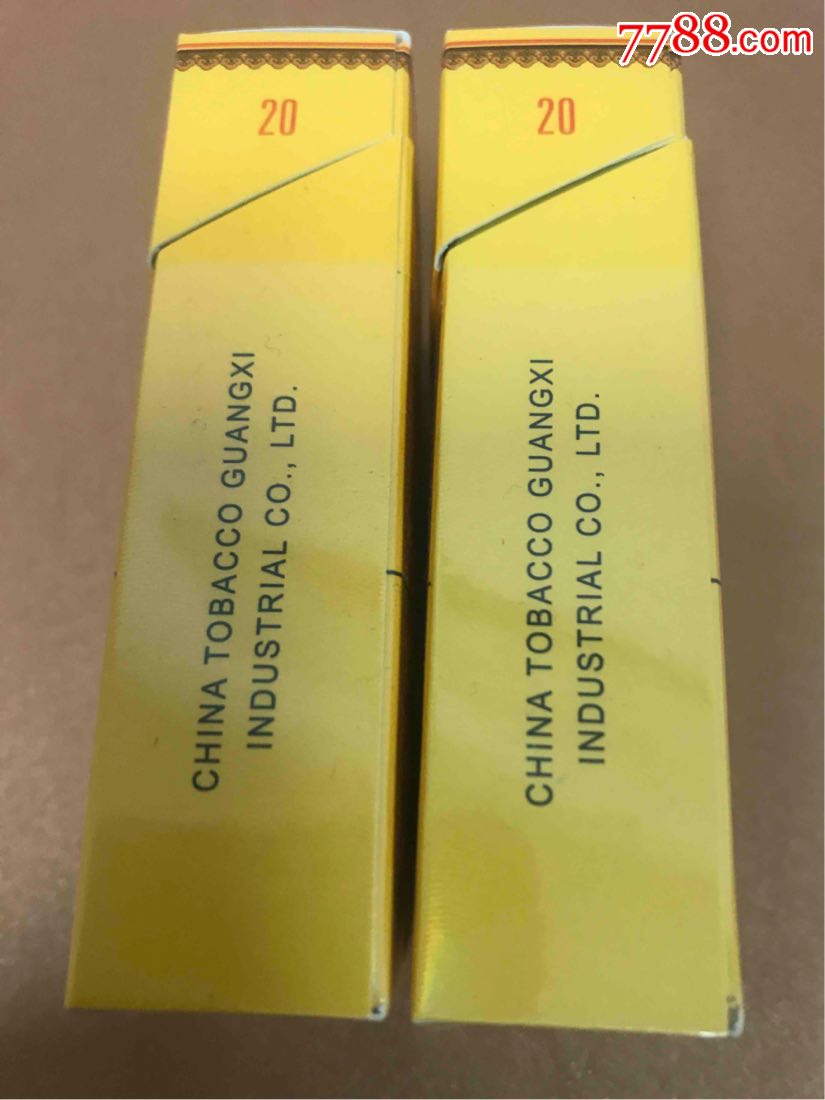 7788.com
20
CHINA TOBACCO GUANGXI
INDUSTRIAL CO., LTD.
20
CHINA TOBACCO GUANGXI
INDUSTRIAL CO., LTD.